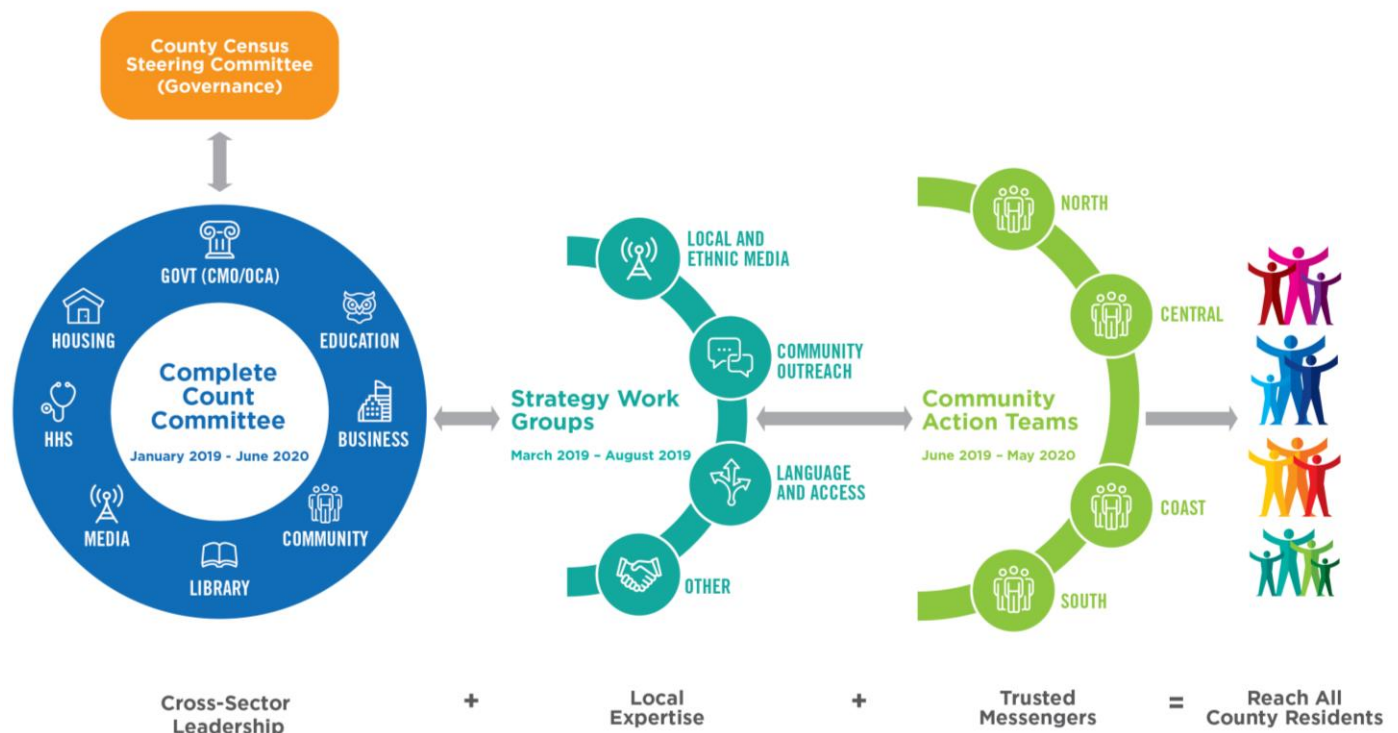 County Census
Steering Committee
(Governance)
GOVT (CMO/OCA)
HOUSING
EDUCATION
HHS
BUSINESS
MEDIA
COMMUNITY
LIBRARY
Complete
Count
Committee
January 2019 - June 2020
Strategy Work
Groups
March 2019 – August 2019
LOCAL AND
ETHNIC MEDIA
COMMUNITY
OUTREACH
LANGUAGE
AND ACCESS
OTHER
Community
Action Teams
June 2019 – May 2020
NORTH
CENTRAL
COAST
SOUTH
Cross-Sector
Leadership
+
Local
Expertise
+
Trusted
Messengers
=
Reach All
County Residents